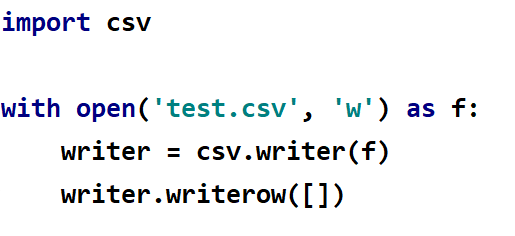 import csv

with open('test.csv', 'w') as f:
    writer = csv.writer(f)
    writer.writerow([])